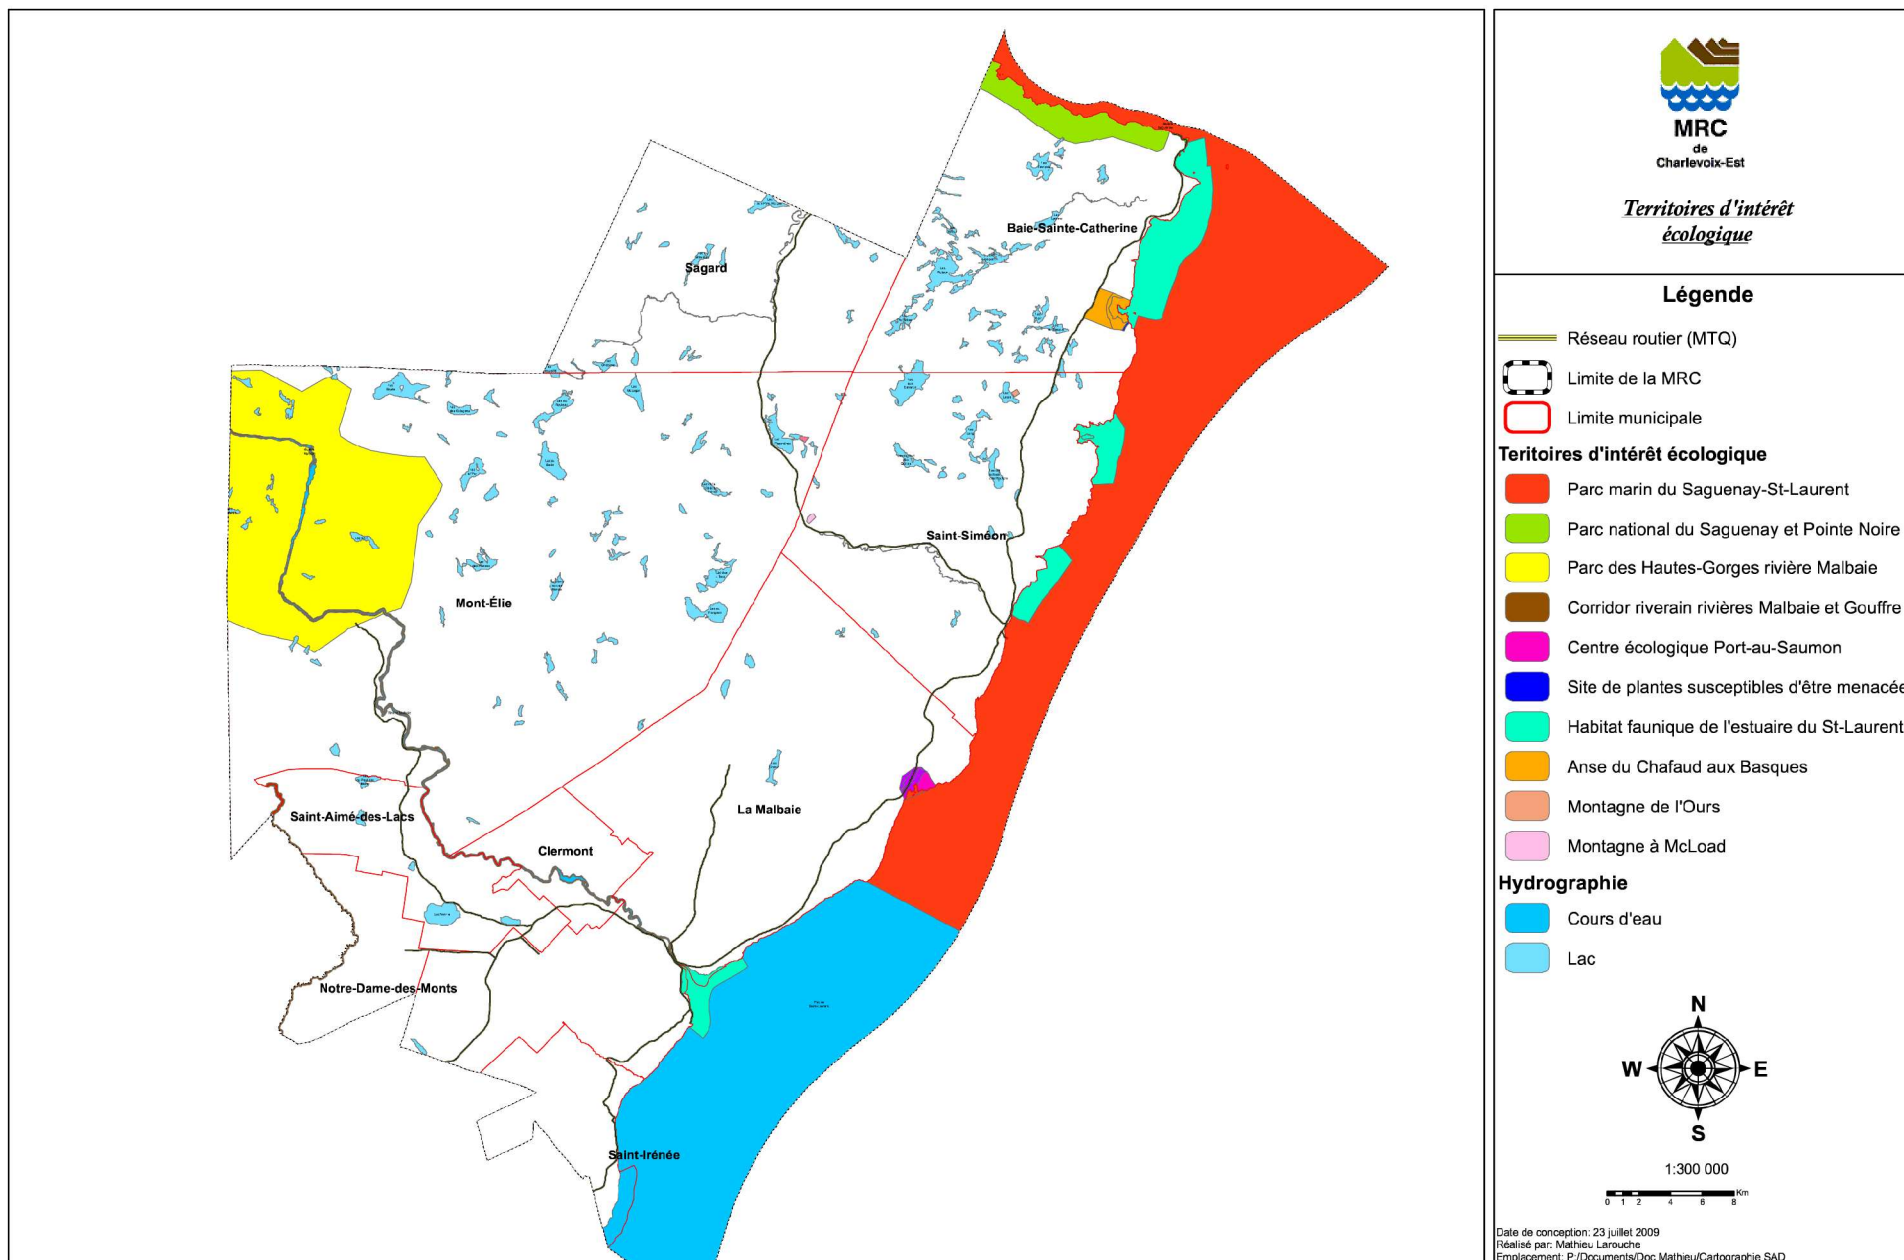 Baie-Sainte-Catherine
Sagard
Saint-Siméon
Mont-Élie
La Malbaie
Saint-Aimé-des-Lacs
Clermont
Notre-Dame-des-Monts
Saint-Irénée
MRC
de
Charlevoix-Est
Territoires d'intérêt
écologique
Légende
Réseau routier (MTQ)
Limite de la MRC
Limite municipale
Teritoires d'intérêt écologique
Parc marin du Saguenay-St-Laurent
Parc national du Saguenay et Pointe Noire
Parc des Hautes-Gorges rivière Malbaie
Corridor riverain rivières Malbaie et Gouffre
Centre écologique Port-au-Saumon
Site de plantes susceptibles d'être menacée
Habitat faunique de l'estuaire du St-Laurent
Anse du Chafaud aux Basques
Montagne de l'Ours
Montagne à McLoad
Hydrographie
Cours d'eau
Lac
N
W E
S
1:300 000
Km
0 1 2 4 6 8
Date de conception: 23 juillet 2009
Réalisé par: Mathieu Larouche
Emplacement: P:/Documents/Doc Mathieu/Cartographie SAD